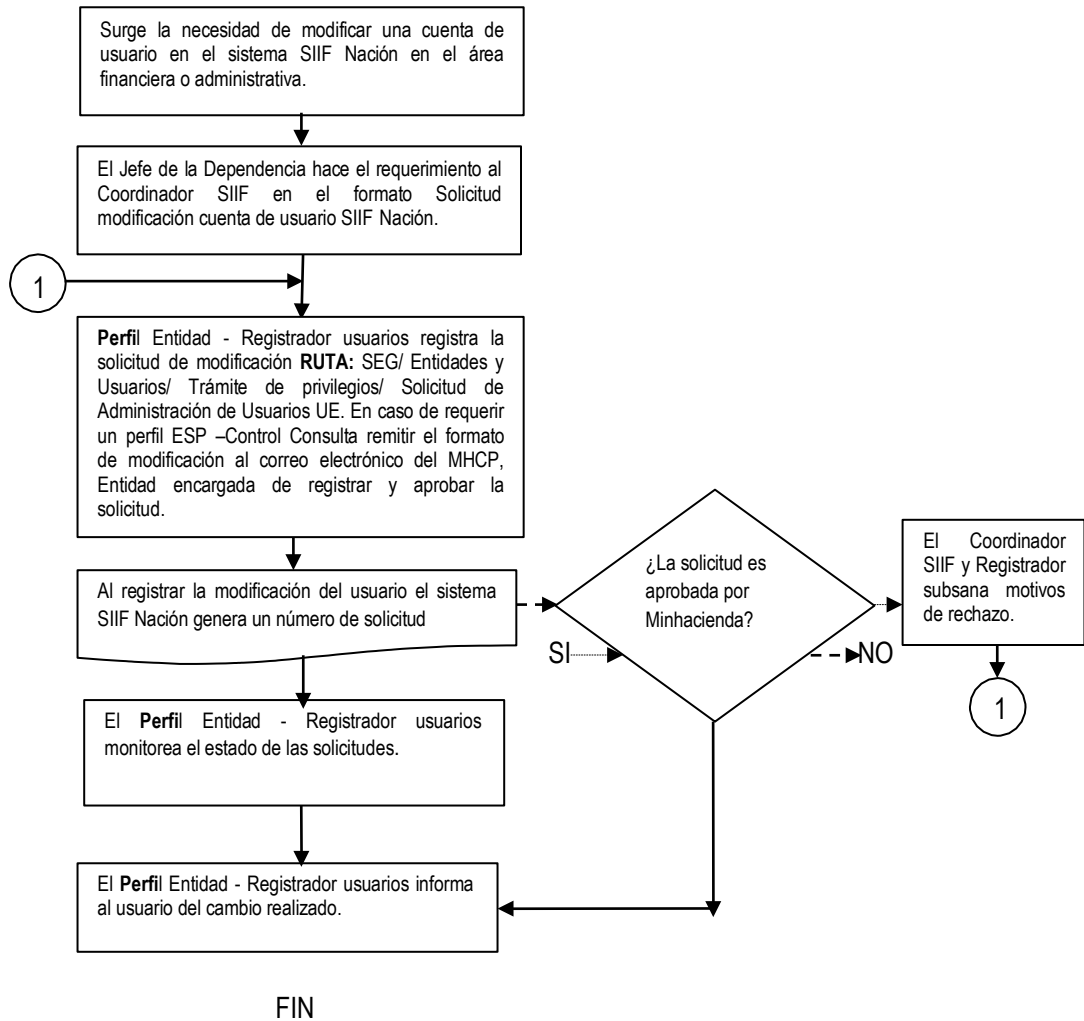 Surge la necesidad de modificar una cuenta de
usuario en el sistema SIIF Nación en el área
financiera o administrativa.
El Jefe de la Dependencia hace el requerimiento al
Coordinador SIIF en el formato Solicitud
modificación cuenta de usuario SIIF Nación.
1
Perfil Entidad - Registrador usuarios registra la
solicitud de modificación RUTA: SEG/ Entidades y
Usuarios/ Trámite de privilegios/ Solicitud de
Administración de Usuarios UE. En caso de requerir
un perfil ESP –Control Consulta remitir el formato
de modificación al correo electrónico del MHCP,
Entidad encargada de registrar y aprobar la
solicitud.
Al registrar la modificación del usuario el sistema
SIIF Nación genera un número de solicitud
¿La solicitud es
aprobada por
Minhacienda?
SI
NO
El Coordinador
SIIF y Registrador
subsana motivos
de rechazo.
1
El Perfil Entidad - Registrador usuarios
monitorea el estado de las solicitudes.
El Perfil Entidad - Registrador usuarios informa
al usuario del cambio realizado.
FIN